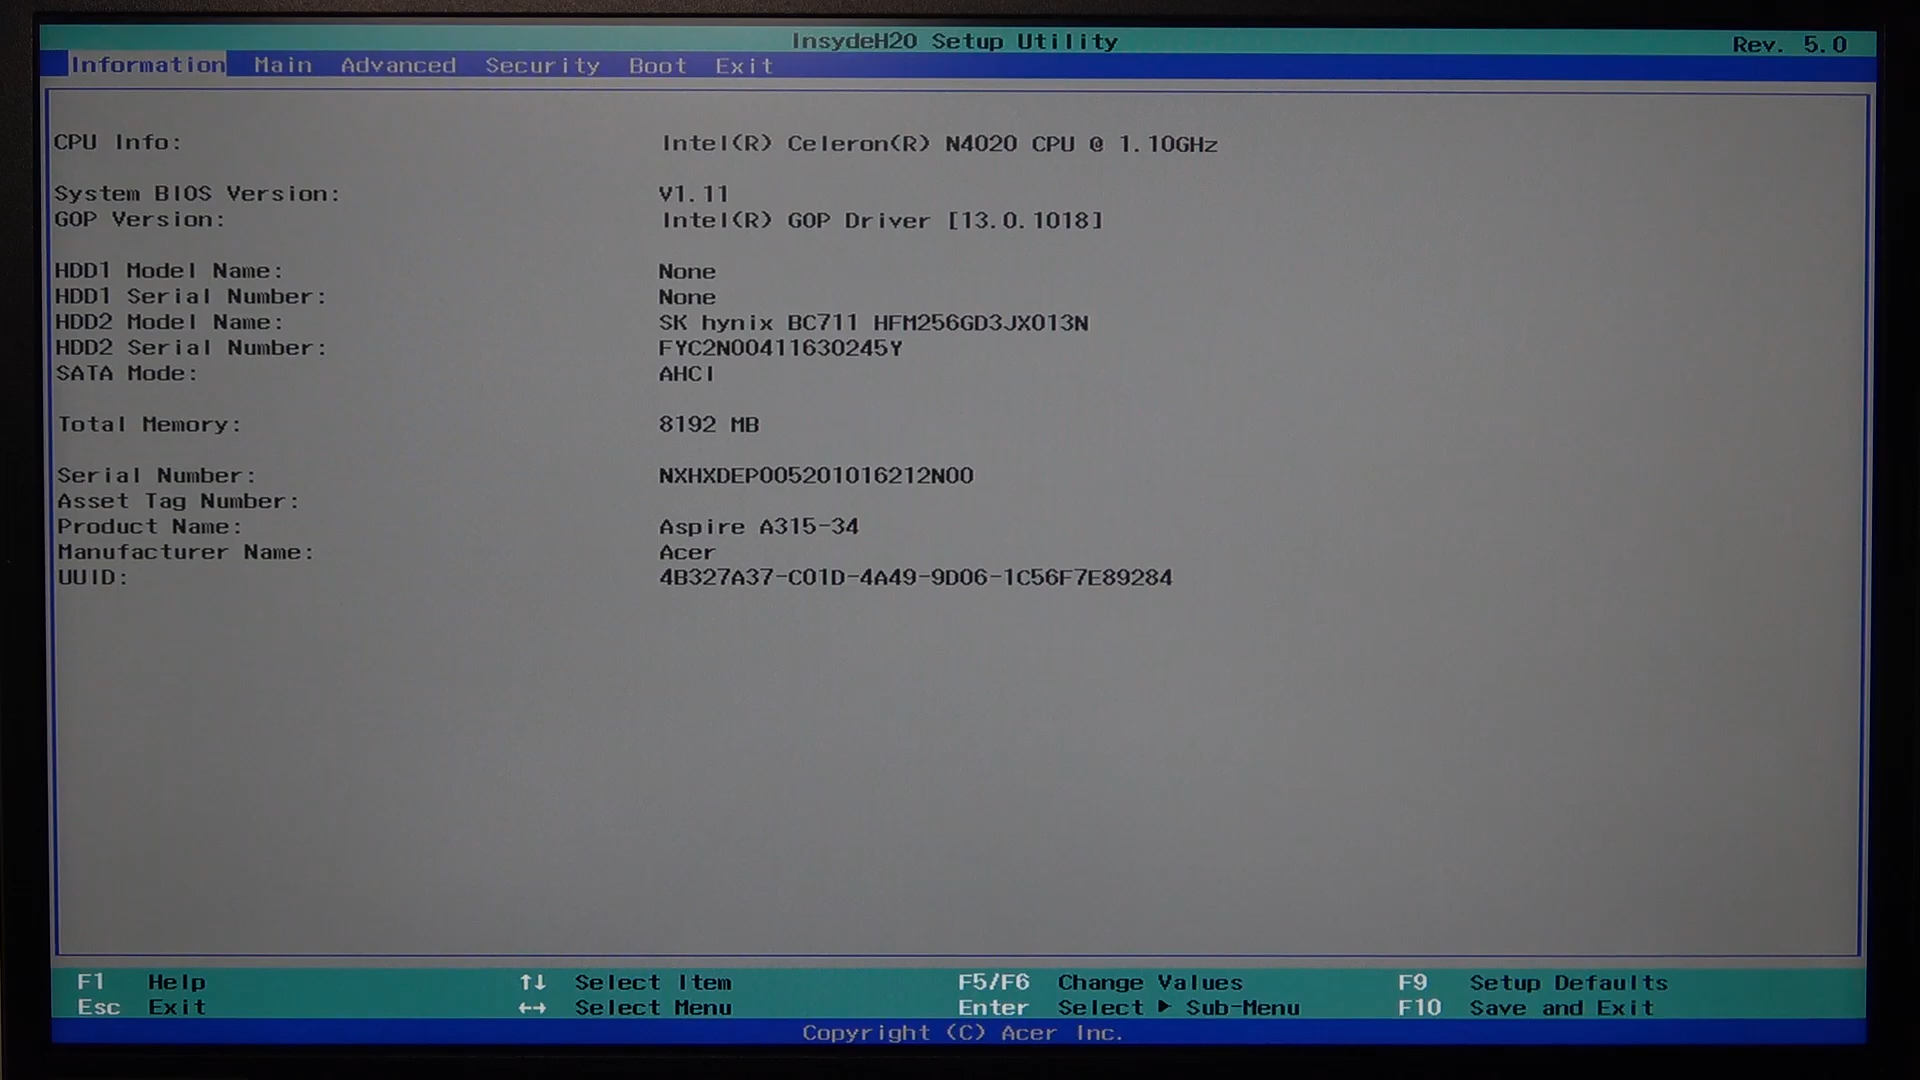 InsydeH20 Setup Utility Rev. 5.0
Information Main Advanced Security Boot Exit
CPU Info: Intel(R) Celeron(R) N4020 CPU @ 1.10GHz
System BIOS Version: V1.11
GOP Version: Intel(R) GOP Driver [13.0.1018]
HDD1 Model Name: None
HDD1 Serial Number: None
HDD2 Model Name: SK hynix BC711 HFM256GD3JX013N
HDD2 Serial Number: FYC2N00411630245Y
SATA Mode: AHCI
Total Memory: 8192 MB
Serial Number: NXHXDEP005201016212N00
Asset Tag Number:
Product Name: Aspire A315-34
Manufacturer Name: Acer
UUID: 4B327A37-C01D-4A49-9D06-1C56F7E89284
F1 Help ↑↓ Select Item F5/F6 Change Values F9 Setup Defaults
Esc Exit ↔ Select Menu Enter Select ▶ Sub-Menu F10 Save and Exit
Copyright (C) Acer Inc.